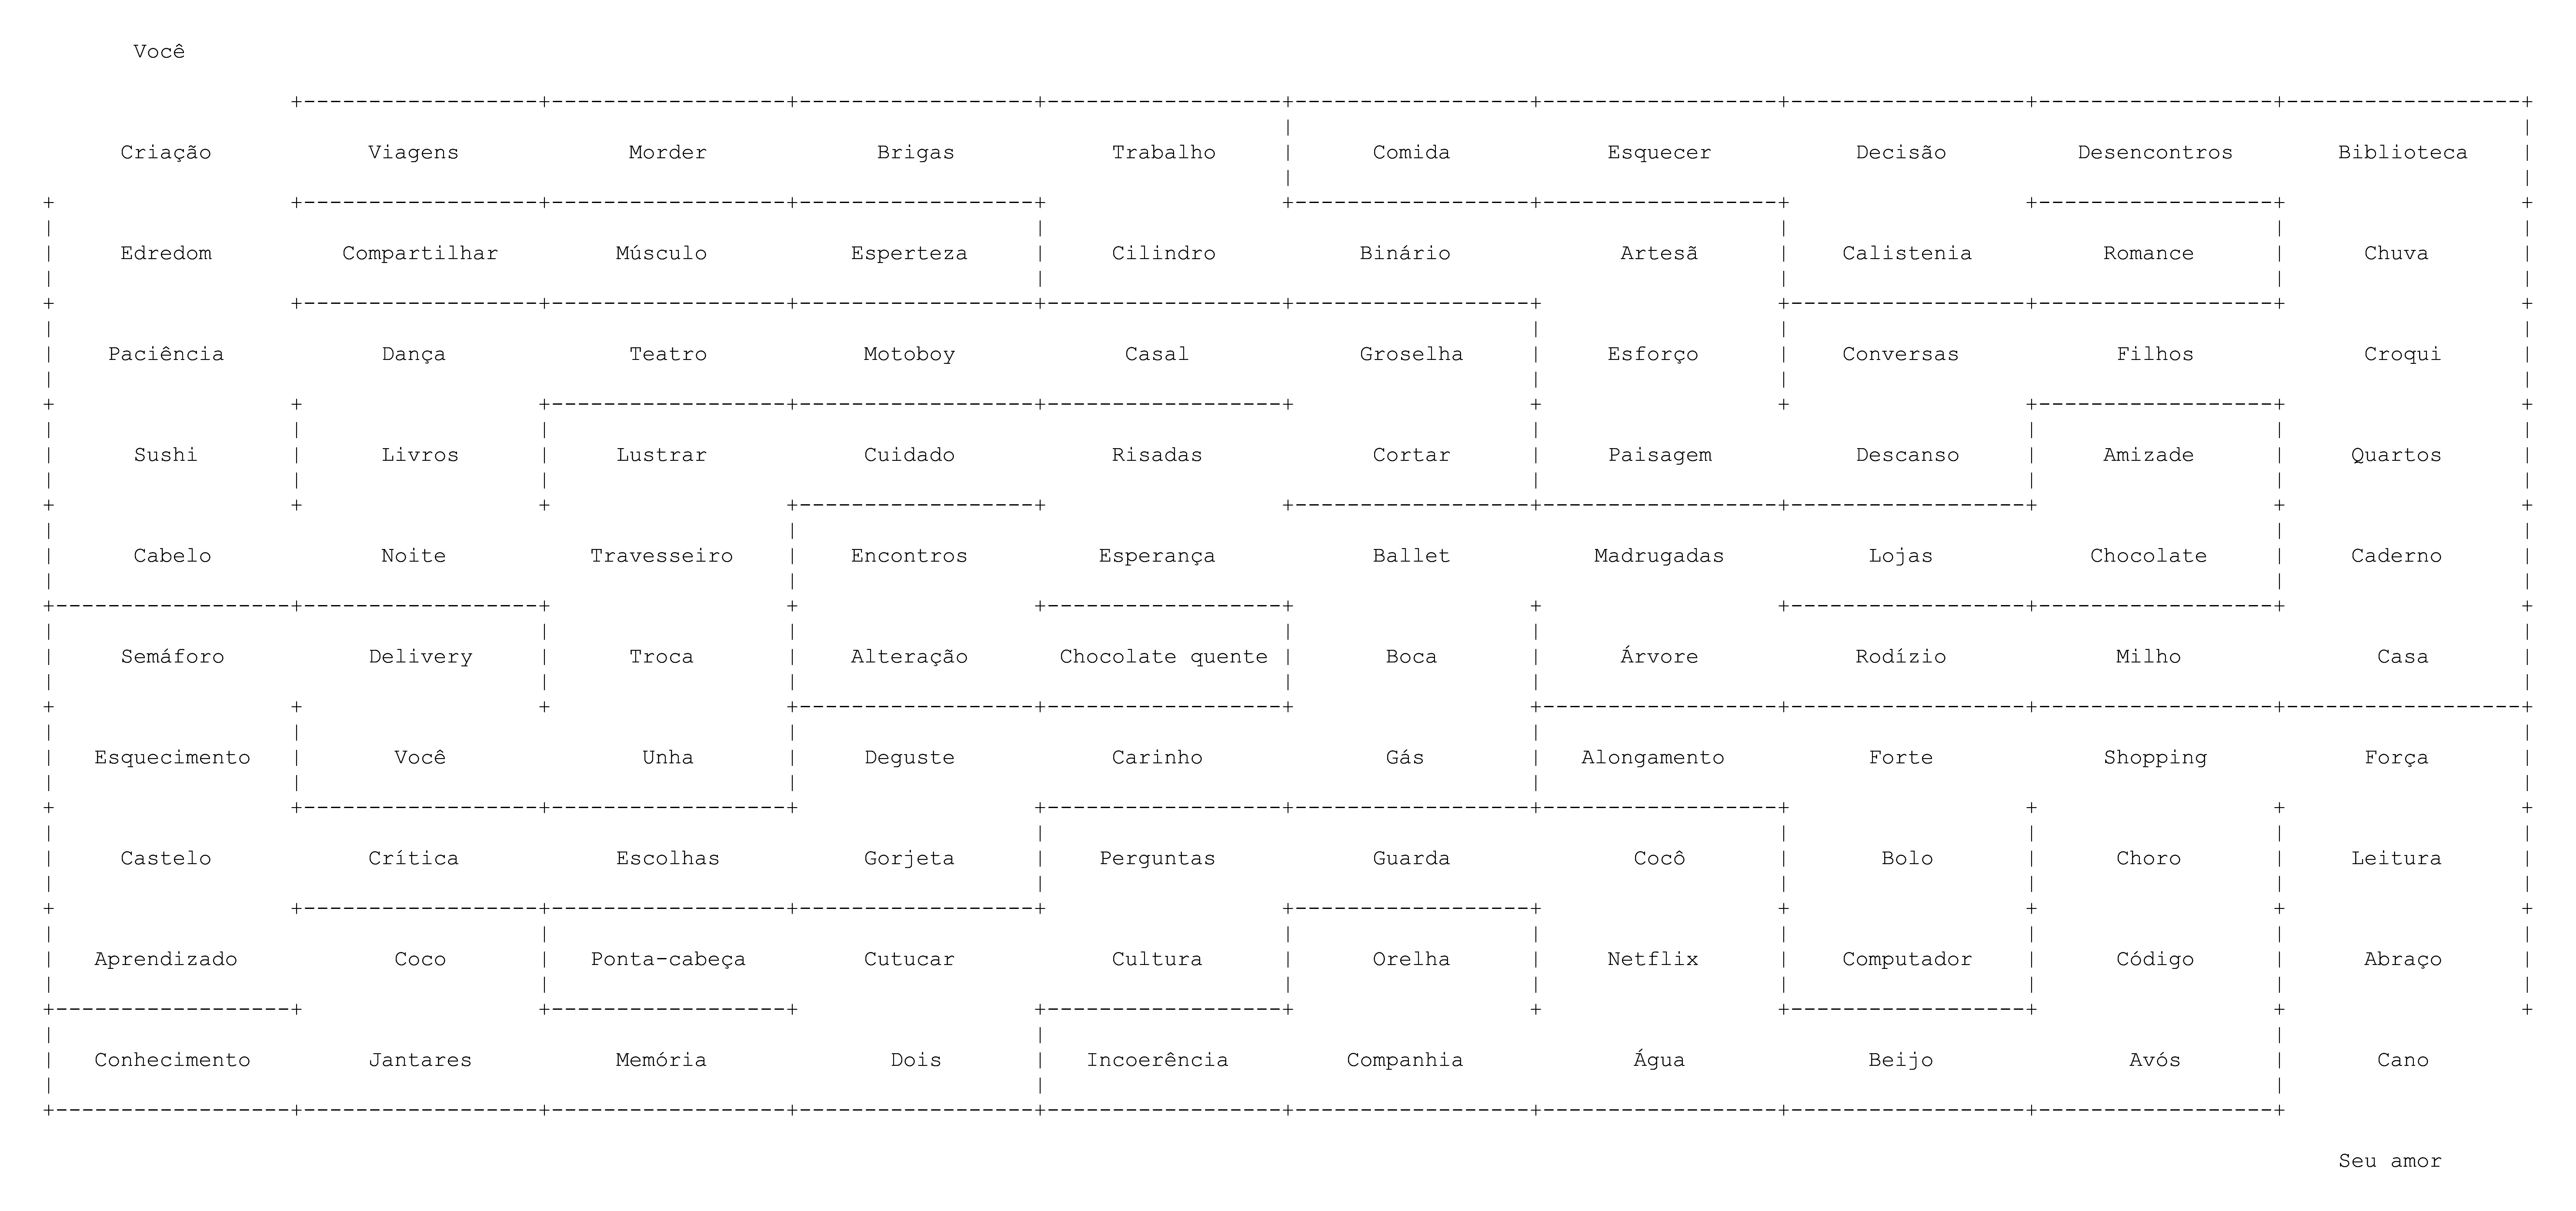 Você
Criação Viagens Morder Brigas Trabalho Comida Esquecer Decisão Desencontros Biblioteca
Edredom Compartilhar Músculo Esperteza Cilindro Binário Artesã Calistenia Romance Chuva
Paciência Dança Teatro Motoboy Casal Groselha Esforço Conversas Filhos Croqui
Sushi Livros Lustrar Cuidado Risadas Cortar Paisagem Descanso Amizade Quartos
Cabelo Noite Travesseiro Encontros Esperança Ballet Madrugadas Lojas Chocolate Caderno
Semáforo Delivery Troca Alteração Chocolate quente Boca Árvore Rodízio Milho Casa
Esquecimento Você Unha Deguste Carinho Gás Alongamento Forte Shopping Força
Castelo Crítica Escolhas Gorjeta Perguntas Guarda Cocô Bolo Choro Leitura
Aprendizado Coco Ponta-cabeça Cutucar Cultura Orelha Netflix Computador Código Abraço
Conhecimento Jantares Memória Dois Incoerência Companhia Água Beijo Avós Cano
Seu amor